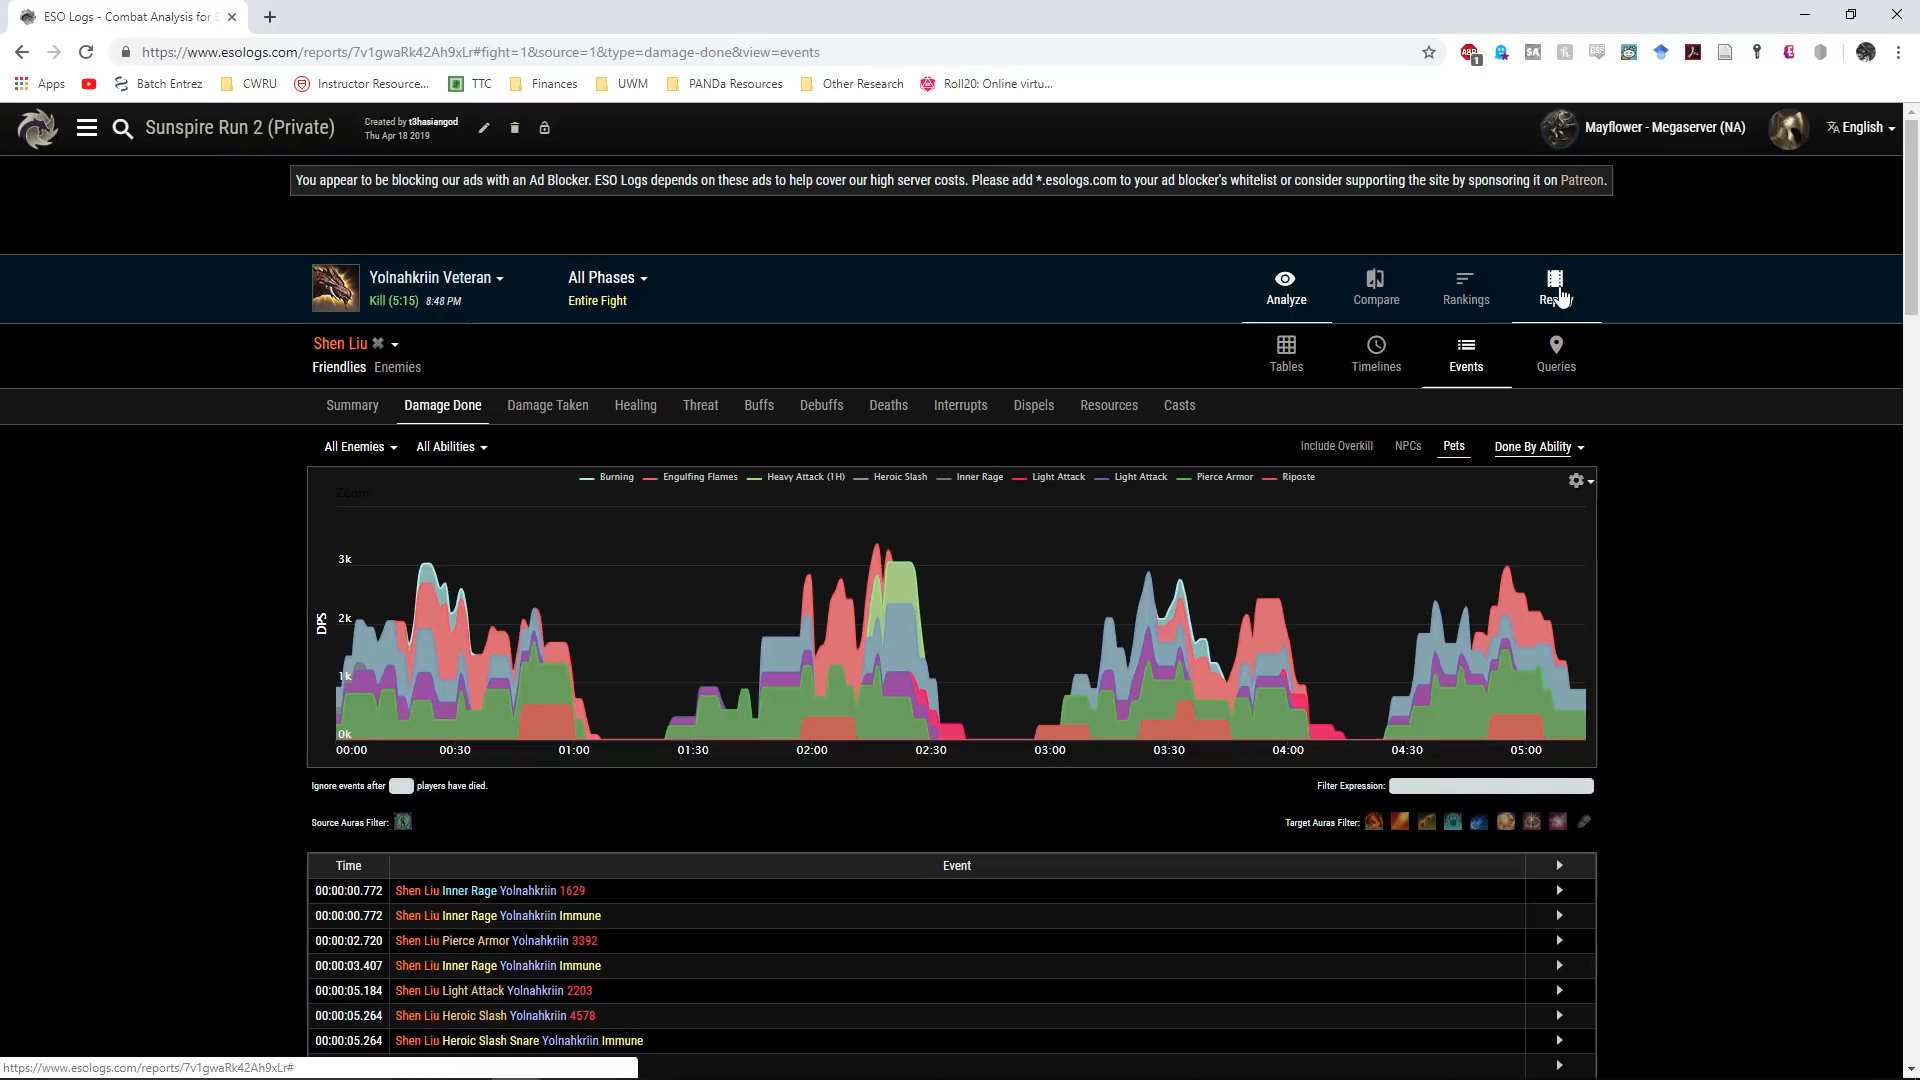 ESO Logs - Combat Analysis for E
https://www.esologs.com/reports/7v1gwaRk42Ah9xLr#fight=1&source=1&type=damage-done&view=events
Apps Batch Entrez CWRU Instructor Resource... TTC Finances UWM PANDa Resources Other Research Roll20: Online virtu...
Sunspire Run 2 (Private)
Created by t3hasiangod
Thu Apr 18 2019
Mayflower - Megaserver (NA)
English
You appear to be blocking our ads with an Ad Blocker. ESO Logs depends on these ads to help cover our high server costs. Please add *.esologs.com to your ad blocker's whitelist or consider supporting the site by sponsoring it on Patreon.
Yolnahkriin Veteran All Phases
Kill (5:15) 8:48 PM Entire Fight
Analyze Compare Rankings
Shen Liu
Friendlies Enemies
Tables Timelines Events Queries
Summary Damage Done Damage Taken Healing Threat Buffs Debuffs Deaths Interrupts Dispels Resources Casts
All Enemies All Abilities Include Overkill NPCs Pets Done By Ability
Burning Engulfing Flames Heavy Attack (1H) Heroic Slash Inner Rage Light Attack Light Attack Pierce Armor Riposte
Zoom
3k
2k
1k
0k
DPS
00:00 00:30 01:00 01:30 02:00 02:30 03:00 03:30 04:00 04:30 05:00
Ignore events after players have died. Filter Expression:
Source Auras Filter: Target Auras Filter:
Time Event
00:00:00.772 Shen Liu Inner Rage Yolnahkriin 1629
00:00:00.772 Shen Liu Inner Rage Yolnahkriin Immune
00:00:02.720 Shen Liu Pierce Armor Yolnahkriin 3392
00:00:03.407 Shen Liu Inner Rage Yolnahkriin Immune
00:00:05.184 Shen Liu Light Attack Yolnahkriin 2203
00:00:05.264 Shen Liu Heroic Slash Yolnahkriin 4578
00:00:05.264 Shen Liu Heroic Slash Snare Yolnahkriin Immune
https://www.esologs.com/reports/7v1gwaRk42Ah9xLr#